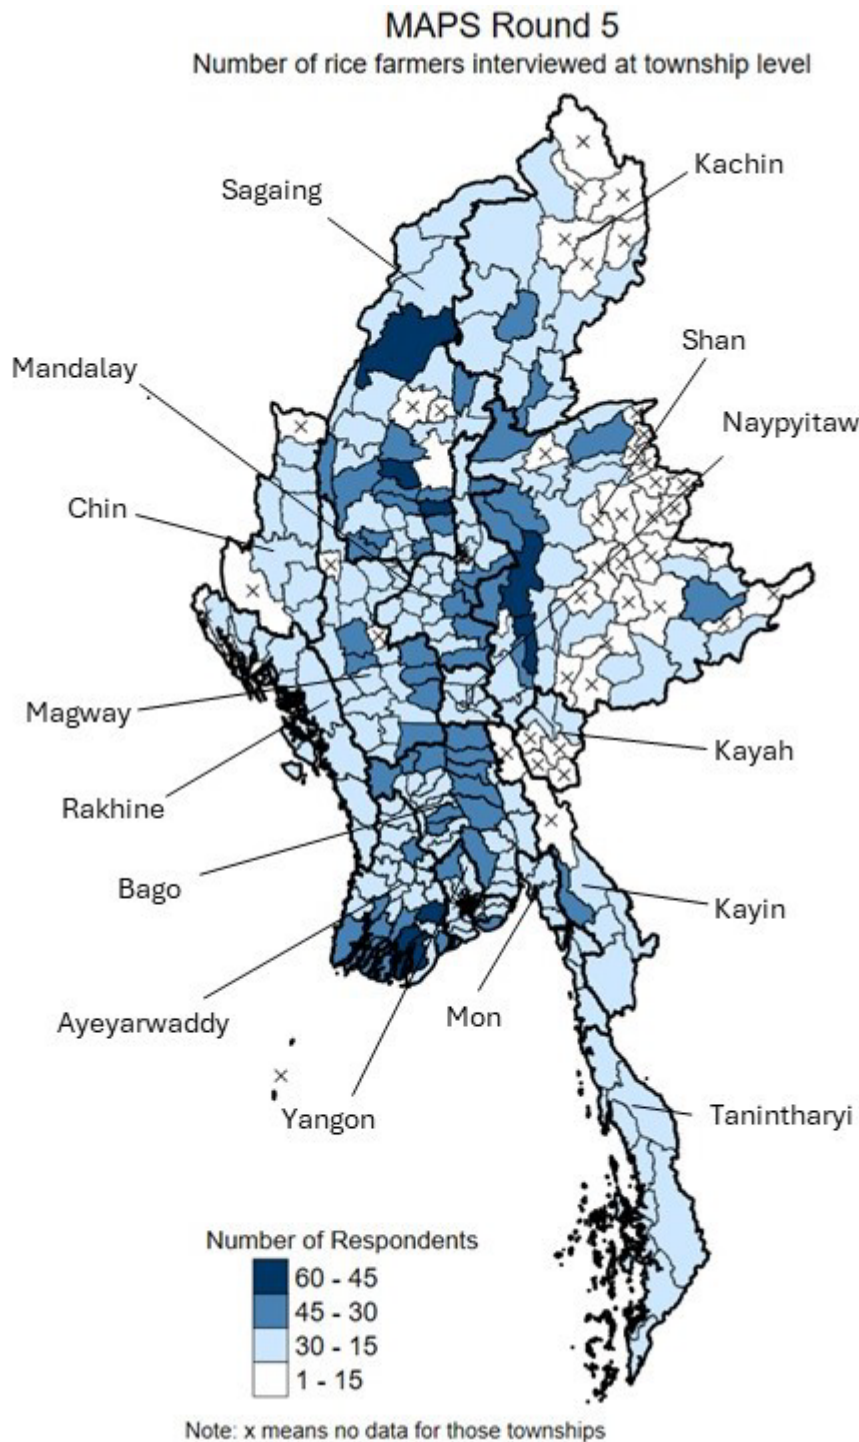 MAPS Round 5
Number of rice farmers interviewed at township level
Kachin
Sagaing
Shan
Mandalay
Naypyitaw
Chin
Magway
Kayah
Rakhine
Bago
Kayin
Ayeyarwaddy
Mon
Yangon
Tanintharyi
Number of Respondents
60 - 45
45 - 30
30 - 15
1 - 15
Note: x means no data for those townships